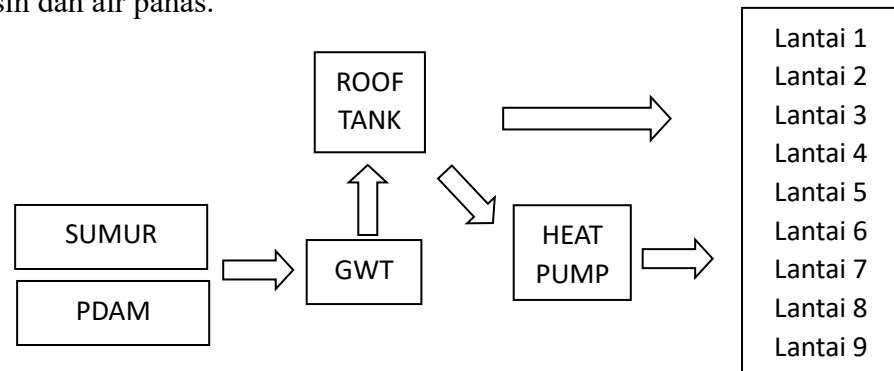 dan air panas.
ROOF
TANK
SUMUR
PDAM
GWT
HEAT
PUMP
Lantai 1
Lantai 2
Lantai 3
Lantai 4
Lantai 5
Lantai 6
Lantai 7
Lantai 8
Lantai 9